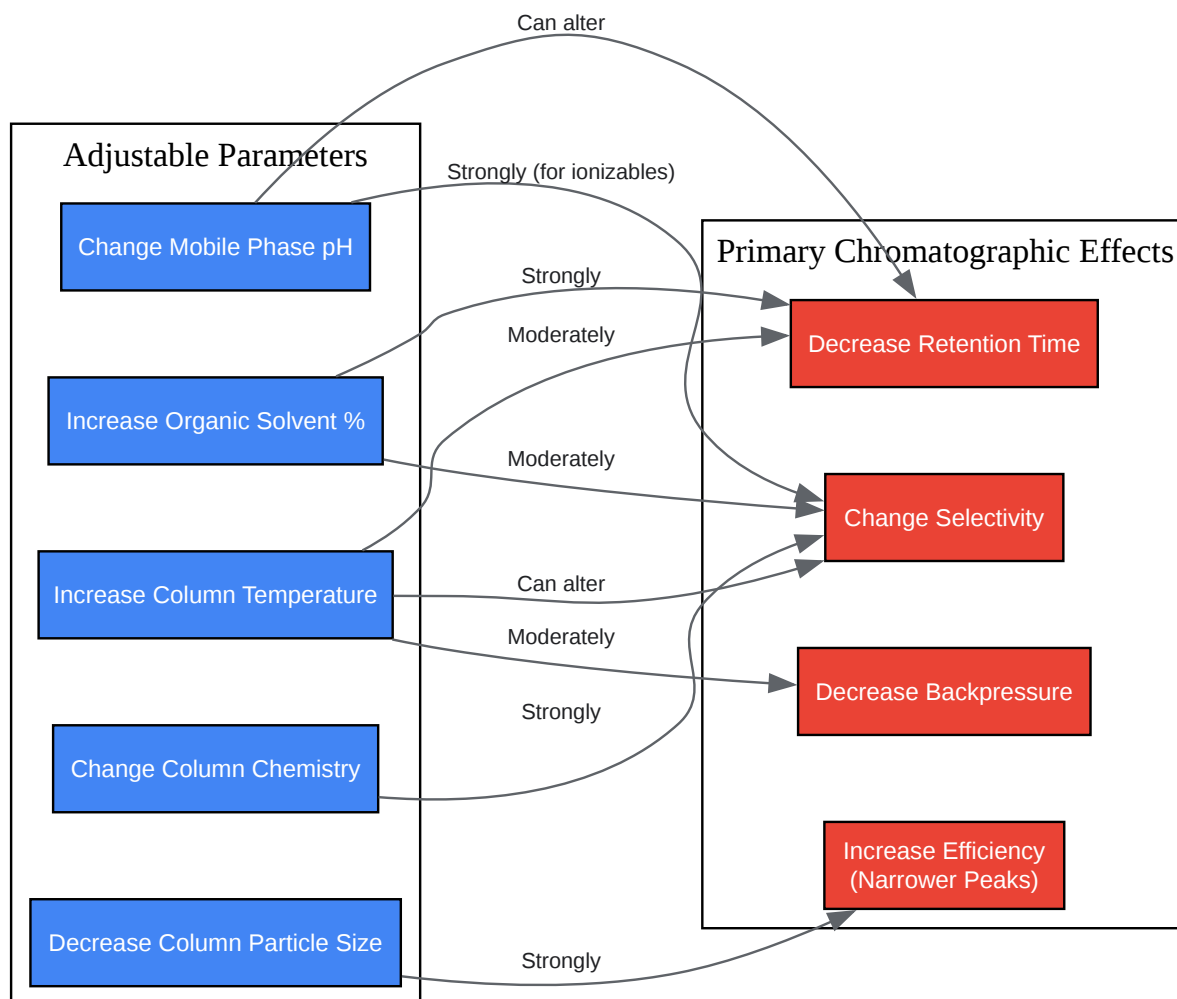 Can alter
Adjustable Parameters
Strongly (for ionizables)
Change Mobile Phase pH
Primary Chromatographic Effects
Strongly
Decrease Retention Time
Moderately
Increase Organic Solvent %
Moderately
Change Selectivity
Increase Column Temperature
Can alter
Moderately
Decrease Backpressure
Strongly
Change Column Chemistry
Increase Efficiency
(Narrower Peaks)
Decrease Column Particle Size
Strongly